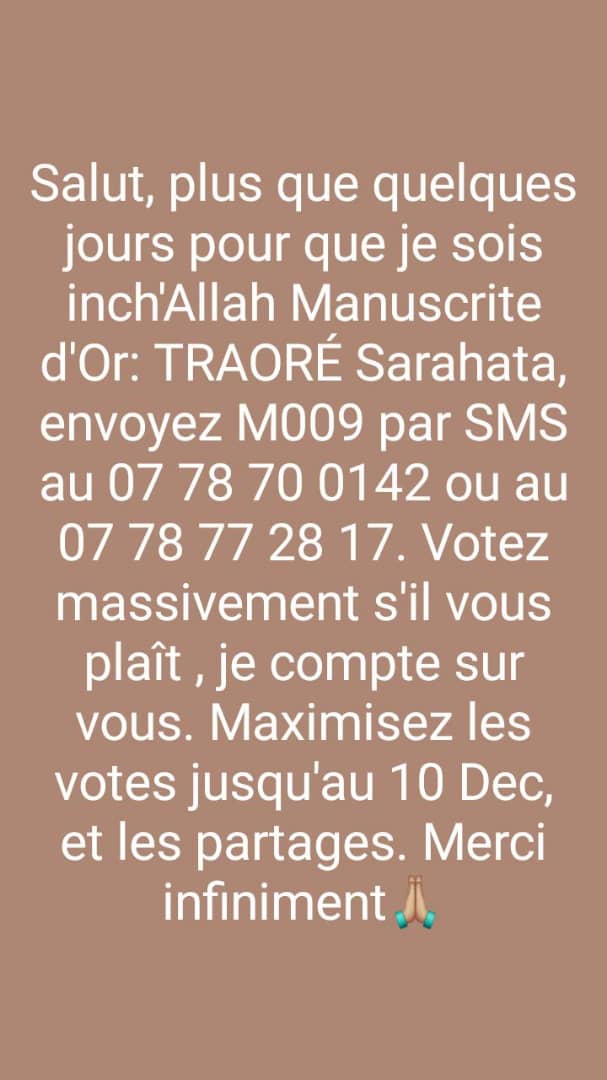 Salut, plus que quelques
jours pour que je sois
inch'Allah Manuscrite
d'Or: TRAORÉ Sarahata,
envoyez M009 par SMS
au 07 78 70 0142 ou au
07 78 77 28 17. Votez
massivement s'il vous
plaît , je compte sur
vous. Maximisez les
votes jusqu'au 10 Dec,
et les partages. Merci
infiniment🙏🏽